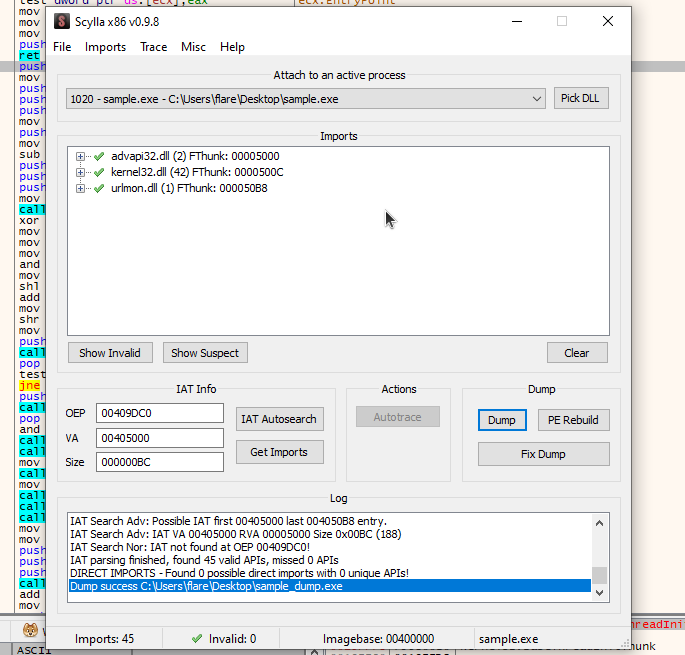 test dword ptr ds:[ecx],eax ecx:EntryPoint
Scylla x86 v0.9.8
File Imports Trace Misc Help
Attach to an active process
1020 - sample.exe - C:\Users\flare\Desktop\sample.exe
Pick DLL
Imports
advapi32.dll (2) FThunk: 00005000
kernel32.dll (42) FThunk: 0000500C
urlmon.dll (1) FThunk: 000050B8
Show Invalid
Show Suspect
Clear
IAT Info
OEP 00409DC0
VA 00405000
Size 000000BC
IAT Autosearch
Get Imports
Actions
Autotrace
Dump
Dump
PE Rebuild
Fix Dump
Log
IAT Search Adv: Possible IAT first 00405000 last 004050B8 entry.
IAT Search Adv: IAT VA 00405000 RVA 00005000 Size 0x00BC (188)
IAT Search Nor: IAT not found at OEP 00409DC0!
IAT parsing finished, found 45 valid APIs, missed 0 APIs
DIRECT IMPORTS - Found 0 possible direct imports with 0 unique APIs!
Dump success C:\Users\flare\Desktop\sample_dump.exe
Imports: 45
Invalid: 0
Imagebase: 00400000
sample.exe
mov
mov
mov
push
ret
push
mov
push
push
push
mov
push
mov
sub
push
push
push
mov
call
xor
mov
mov
and
mov
shl
add
mov
shr
mov
push
call
pop
test
jne
push
call
pop
and
call
call
mov
call
mov
call
call
call
mov
mov
push
push
push
call
add
mov
ASCII